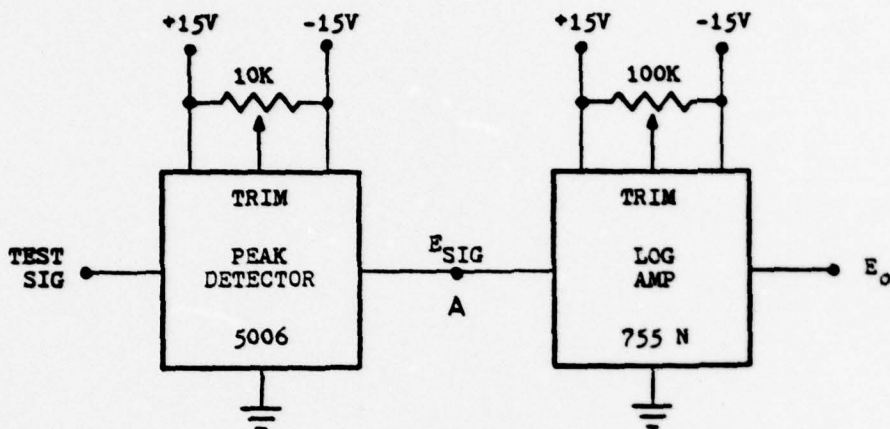 +15V -15V +15V -15V
10K 100K
TRIM TRIM
TEST SIG
PEAK DETECTOR
5006
E_SIG
A
LOG AMP
755 N
E_o